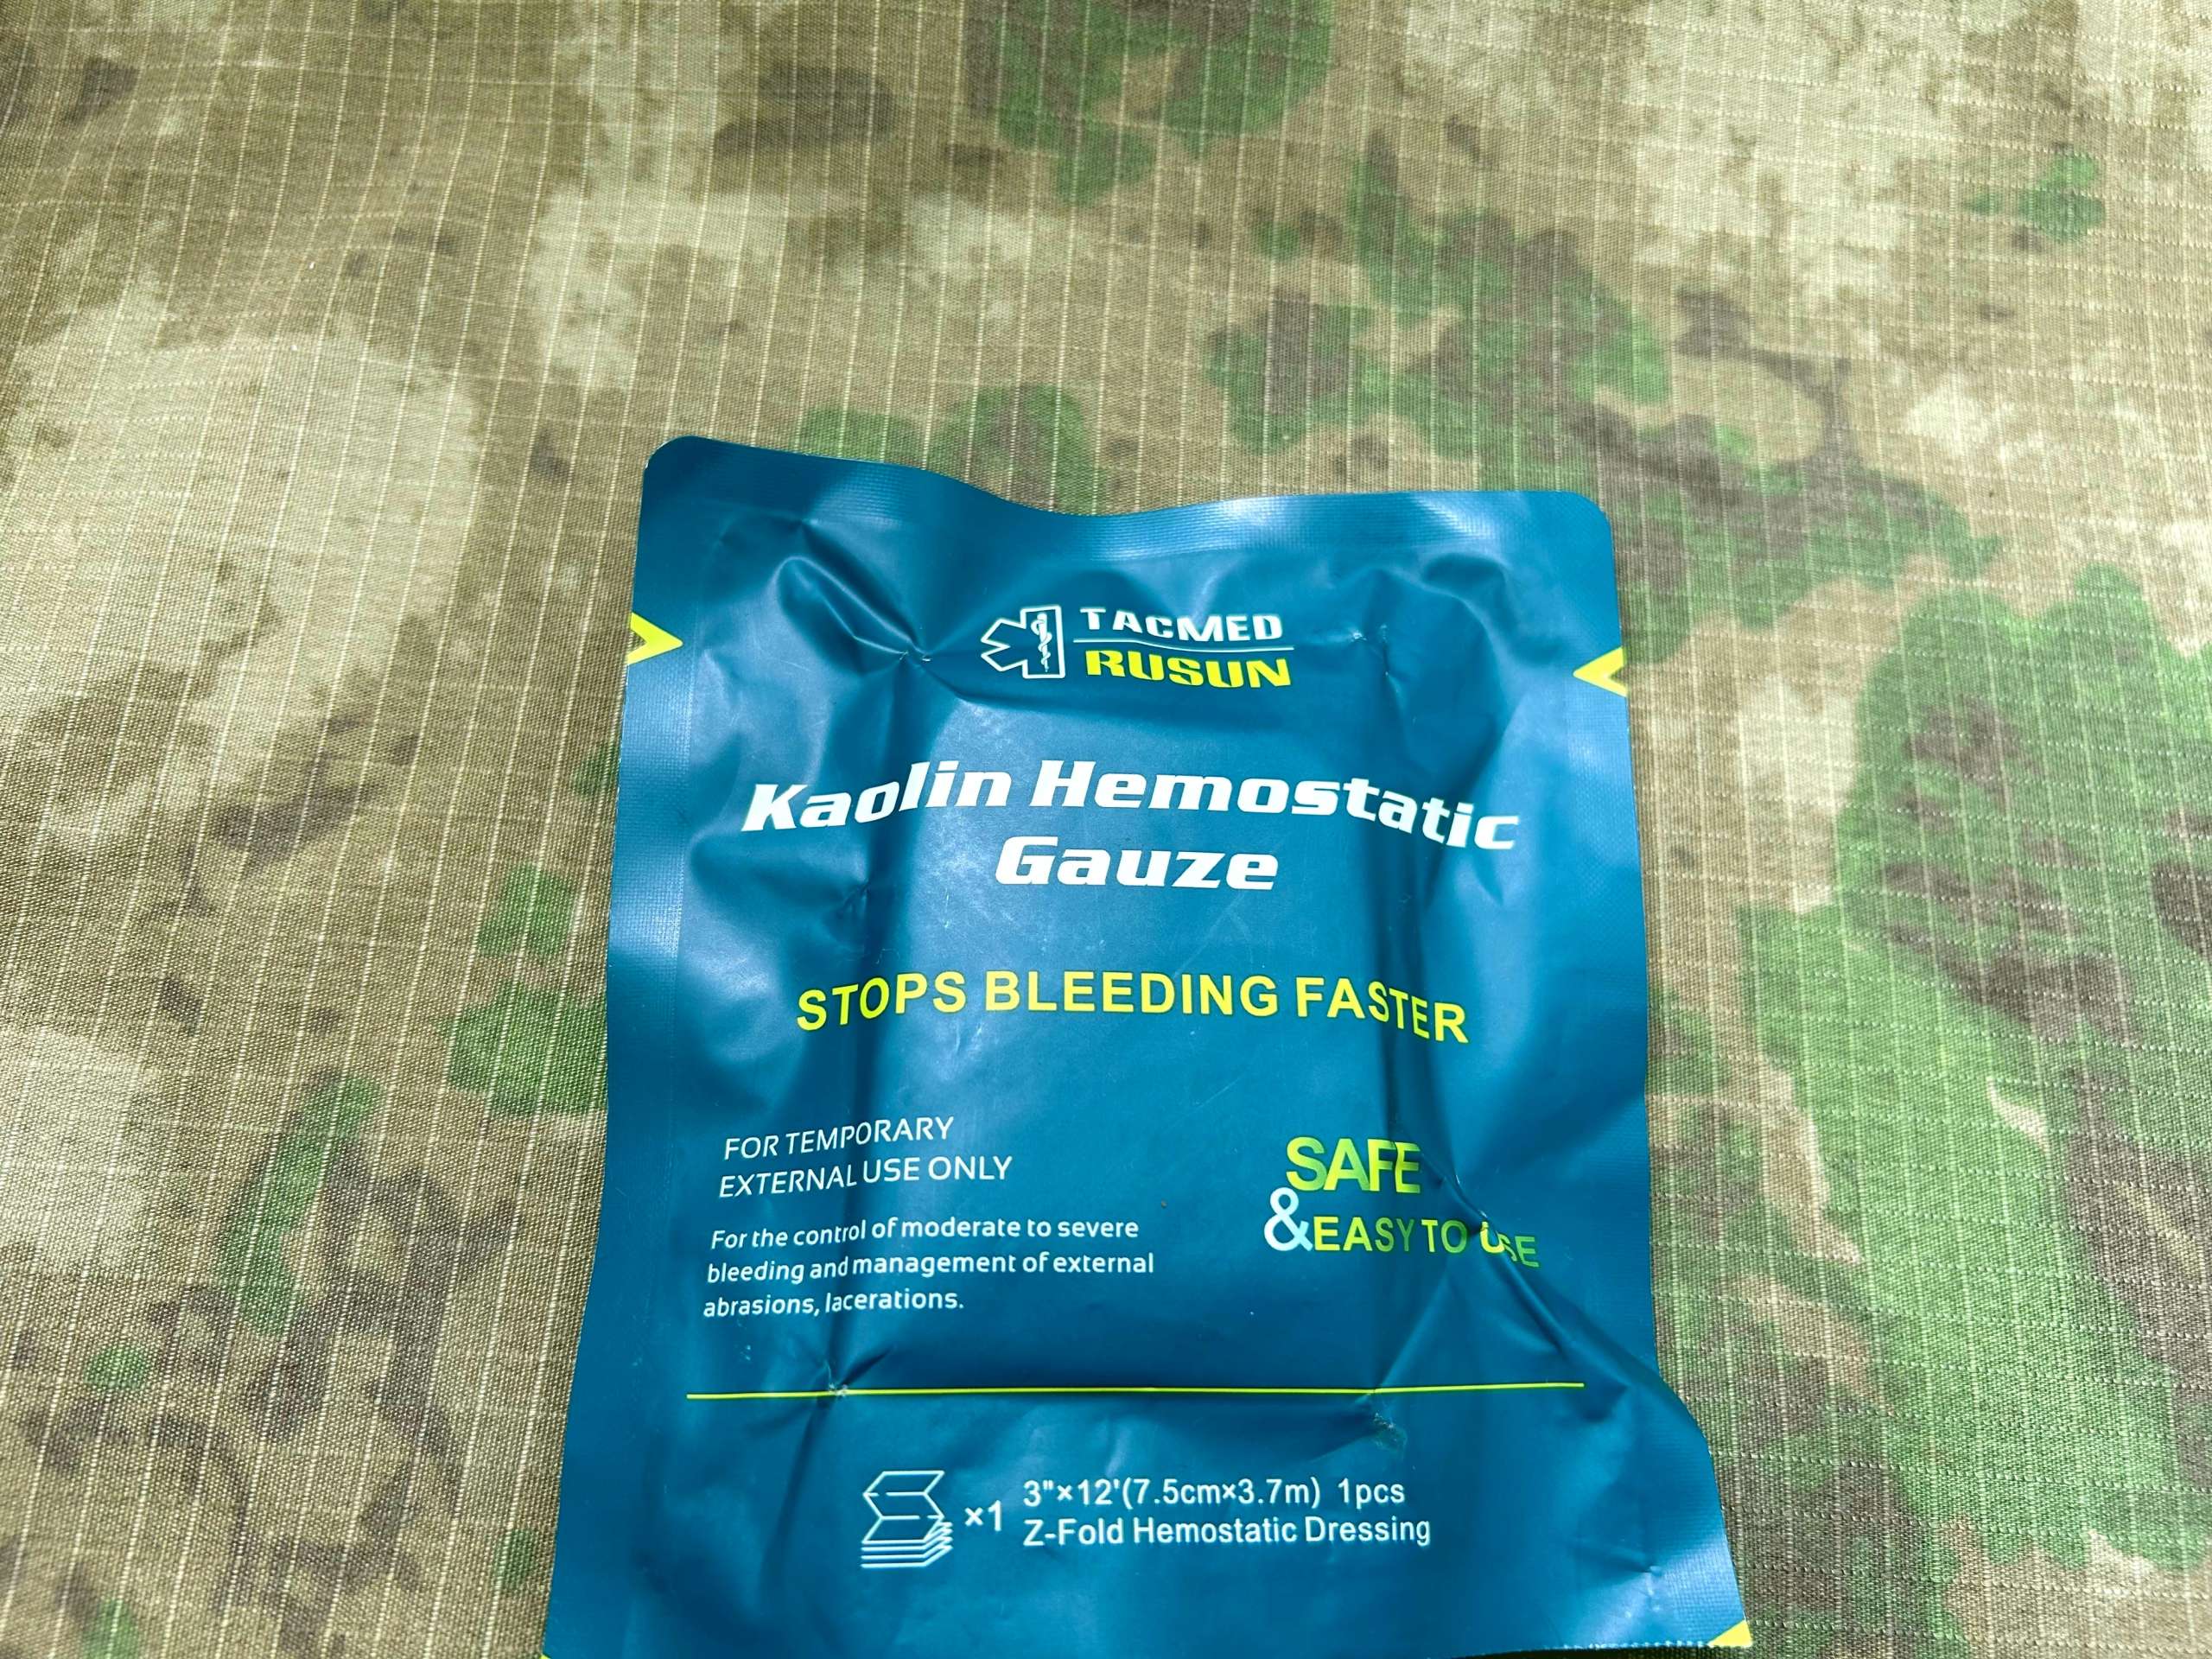 TACMED
RUSUN
Kaolin Hemostatic
Gauze
STOPS BLEEDING FASTER
FOR TEMPORARY
EXTERNAL USE ONLY
For the control of moderate to severe
bleeding and management of external
abrasions, lacerations.
SAFE
&EASY TO USE
×1
3"×12'(7.5cm×3.7m) 1pcs
Z-Fold Hemostatic Dressing